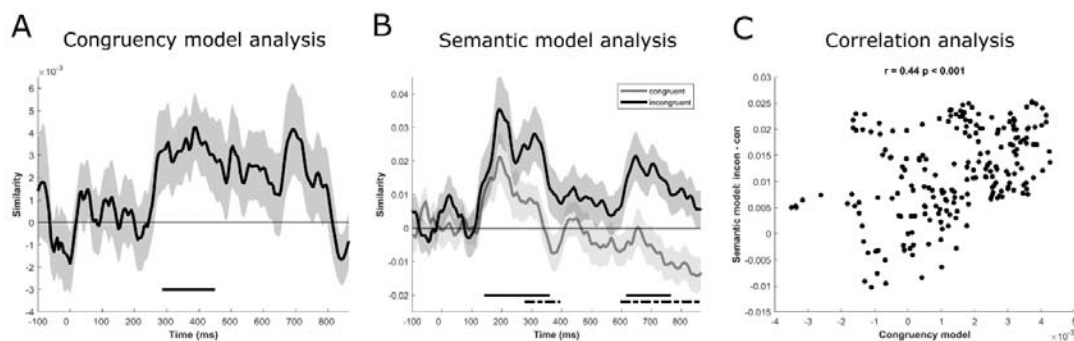 A Congruency model analysis
×10⁻³
Similarity
6
5
4
3
2
1
0
-1
-2
-3
-4
-100 0 100 200 300 400 500 600 700 800
Time (ms)
B Semantic model analysis
congruent
incongruent
Similarity
0.04
0.03
0.02
0.01
0
-0.01
-0.02
-100 0 100 200 300 400 500 600 700 800
Time (ms)
C Correlation analysis
r = 0.44 p < 0.001
Semantic model: incon - con
0.03
0.025
0.02
0.015
0.01
0.005
0
-0.005
-0.01
-0.015
-4 -3 -2 -1 0 1 2 3 4 5
Congruency model
×10⁻³